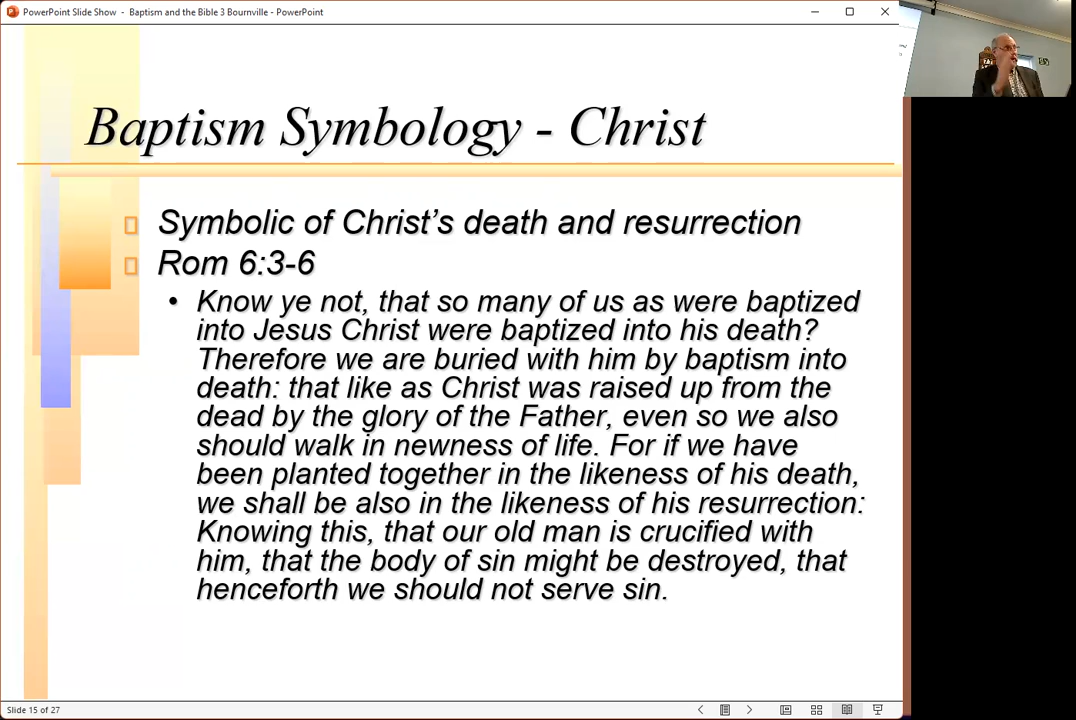 PowerPoint Slide Show - Baptism and the Bible 3 Bournville - PowerPoint
Baptism Symbology - Christ
Symbolic of Christ’s death and resurrection
Rom 6:3-6
• Know ye not, that so many of us as were baptized
into Jesus Christ were baptized into his death?
Therefore we are buried with him by baptism into
death: that like as Christ was raised up from the
dead by the glory of the Father, even so we also
should walk in newness of life. For if we have
been planted together in the likeness of his death,
we shall be also in the likeness of his resurrection:
Knowing this, that our old man is crucified with
him, that the body of sin might be destroyed, that
henceforth we should not serve sin.
Slide 15 of 27